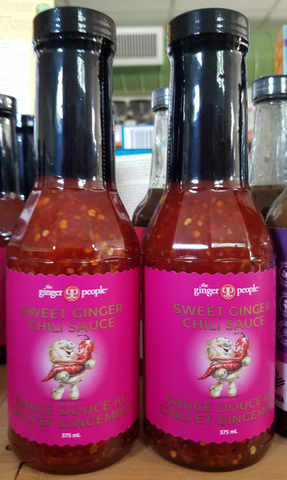 the
ginger people®
SWEET GINGER
CHILI SAUCE
SAUCE DOUCE AU
CHILI ET GINGEMBRE
375 mL
the
ginger people®
SWEET GINGER
CHILI SAUCE
SAUCE DOUCE AU
CHILI ET GINGEMBRE
375 mL